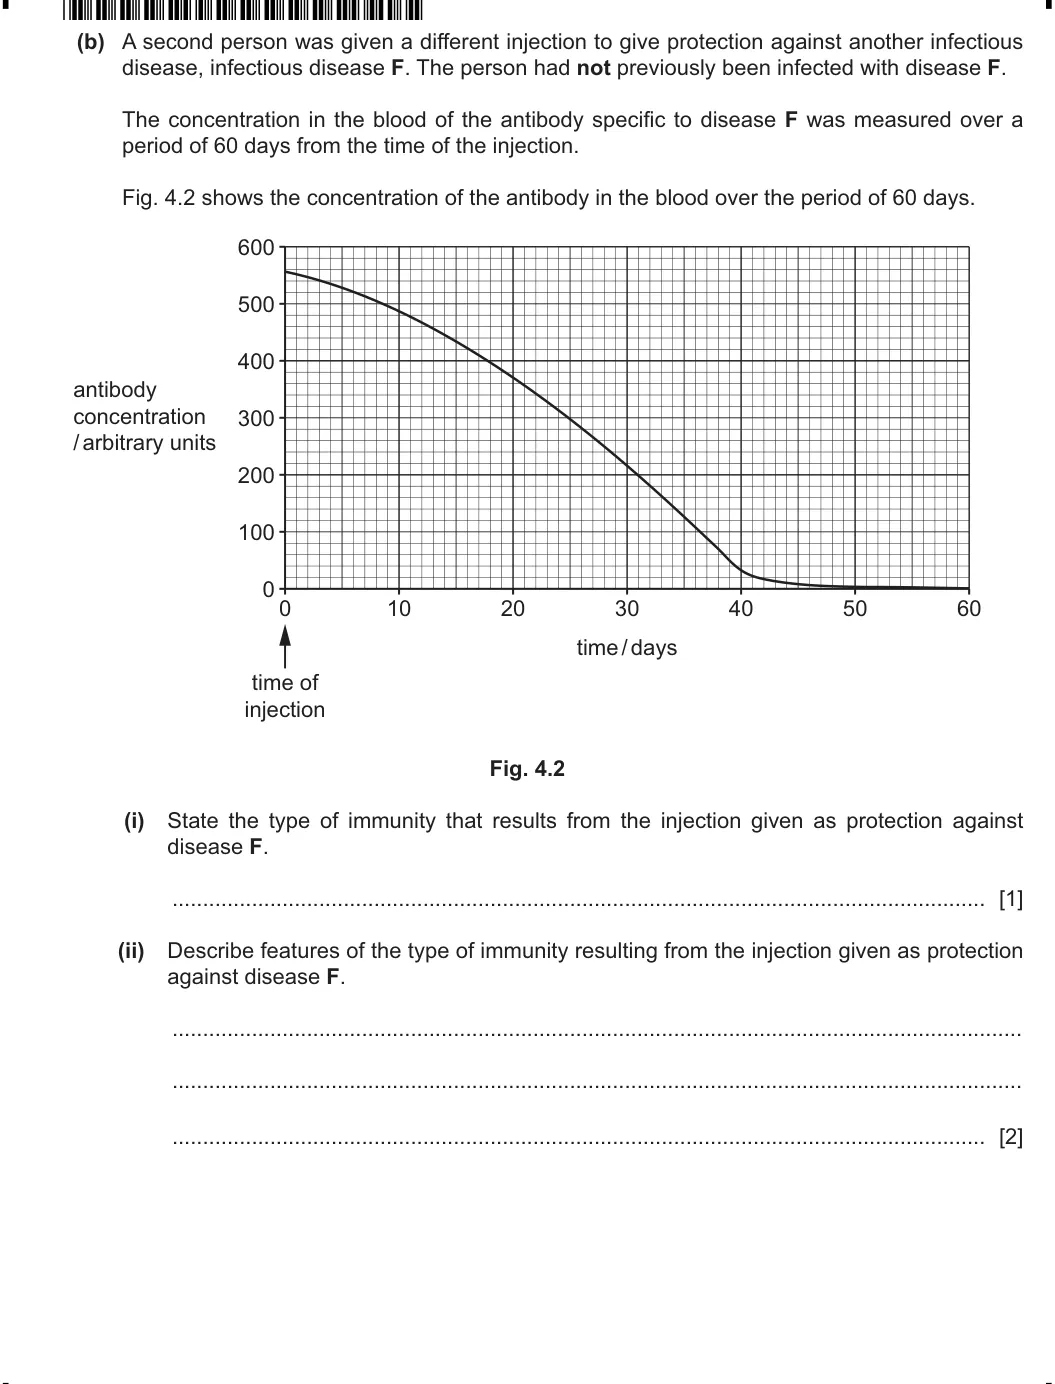 (b) A second person was given a different injection to give protection against another infectious
disease, infectious disease F. The person had not previously been infected with disease F.
The concentration in the blood of the antibody specific to disease F was measured over a
period of 60 days from the time of the injection.
Fig. 4.2 shows the concentration of the antibody in the blood over the period of 60 days.
600
500
400
300
200
100
0
antibody
concentration
/ arbitrary units
0 10 20 30 40 50 60
time / days
time of
injection
Fig. 4.2
(i) State the type of immunity that results from the injection given as protection against
disease F.
.......................................................................................................................................... [1]
(ii) Describe features of the type of immunity resulting from the injection given as protection
against disease F.
..........................................................................................................................................
..........................................................................................................................................
.......................................................................................................................................... [2]